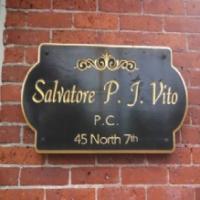 Salvatore P. J. Vito
P.C.
45 North 7th